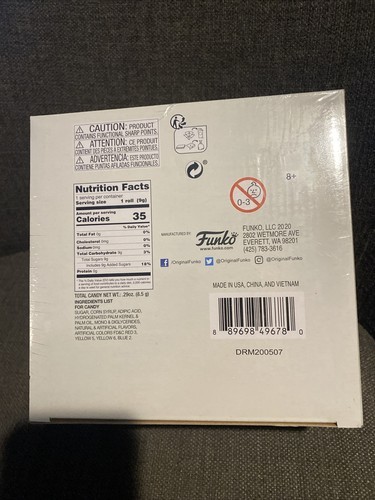 CAUTION: PRODUCT
CONTAINS FUNCTIONAL SHARP POINTS.
ATTENTION: CE PRODUIT
CONTIENT DES PIÈCES À EXTRÉMITÉS POINTUES.
ADVERTENCIA: ESTE PRODUCTO
CONTIENE PUNTAS AFILADAS FUNCIONALES.
Nutrition Facts
1 serving per container
Serving size 1 roll (9g)
Amount per serving
Calories 35
% Daily Value*
Total Fat 0g 0%
Cholesterol 0mg 0%
Sodium 0mg 0%
Total Carbohydrate 9%
Total Sugars 8g
Includes 8g Added Sugars 16%
Protein 0g
TOTAL CANDY NET WT.: .29oz. (8.5 g)
INGREDIENTS LIST
FOR CANDY
SUGAR, CORN SYRUP, ADIPIC ACID,
HYDROGENATED PALM KERNEL &
PALM OIL, MONO & DIGLYCERIDES,
NATURAL & ARTIFICIAL FLAVORS,
ARTIFICIAL COLORS FD&C RED 3,
YELLOW 5, YELLOW 6, BLUE 2.
0-3
8+
MANUFACTURED BY:
Funko
www.funko.com
FUNKO, LLC 2020
2802 WETMORE AVE
EVERETT, WA 98201
(425) 783-3616
/OriginalFunko @OriginalFunko @OriginalFunko
MADE IN USA, CHINA, AND VIETNAM
8 89698 49678 0
DRM200507